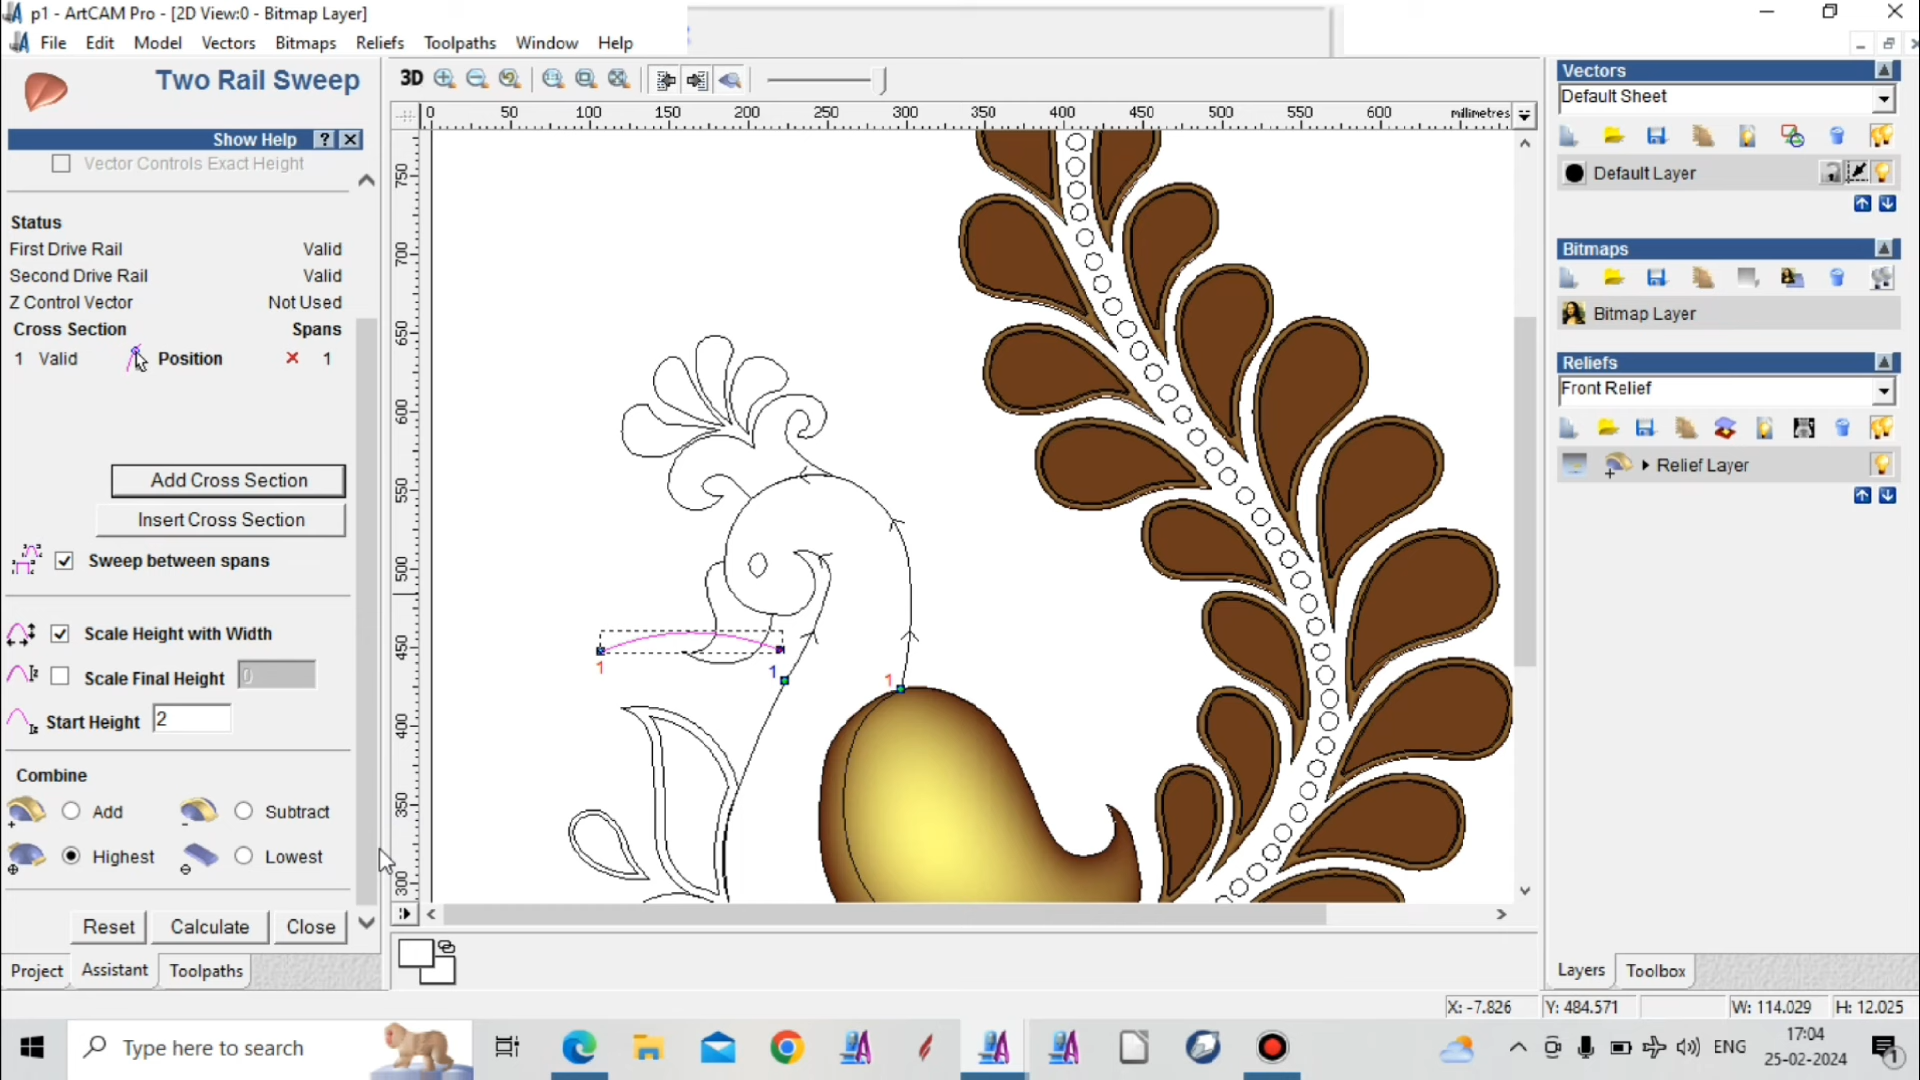 p1 - ArtCAM Pro - [2D View:0 - Bitmap Layer]
File Edit Model Vectors Bitmaps Reliefs Toolpaths Window Help
Two Rail Sweep
Show Help ?
Vector Controls Exact Height
Status
First Drive Rail Valid
Second Drive Rail Valid
Z Control Vector Not Used
Cross Section Spans
1 Valid Position 1
Add Cross Section
Insert Cross Section
Sweep between spans
Scale Height with Width
Scale Final Height 0
Start Height 2
Combine
Add Subtract
Highest Lowest
Reset Calculate Close
Project Assistant Toolpaths
3D
0 50 100 150 200 250 300 350 400 450 500 550 600 millimetres
750
700
650
600
550
500
450
400
350
300
1
1
1
Vectors
Default Sheet
Default Layer
Bitmaps
Bitmap Layer
Reliefs
Front Relief
Relief Layer
Layers Toolbox
X: -7.826 Y: 484.571 W: 114.029 H: 12.025
Type here to search
ENG
17:04
25-02-2024
1